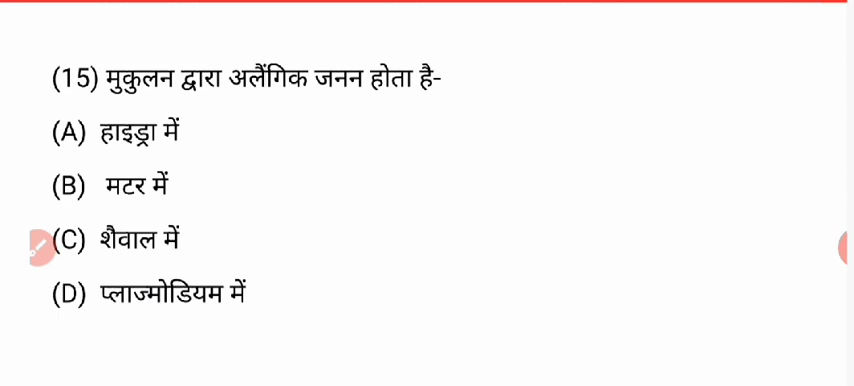 (15) मुकुलन द्वारा अलैंगिक जनन होता है-
(A) हाइड्रा में
(B) मटर में
(C) शैवाल में
(D) प्लाज्मोडियम में